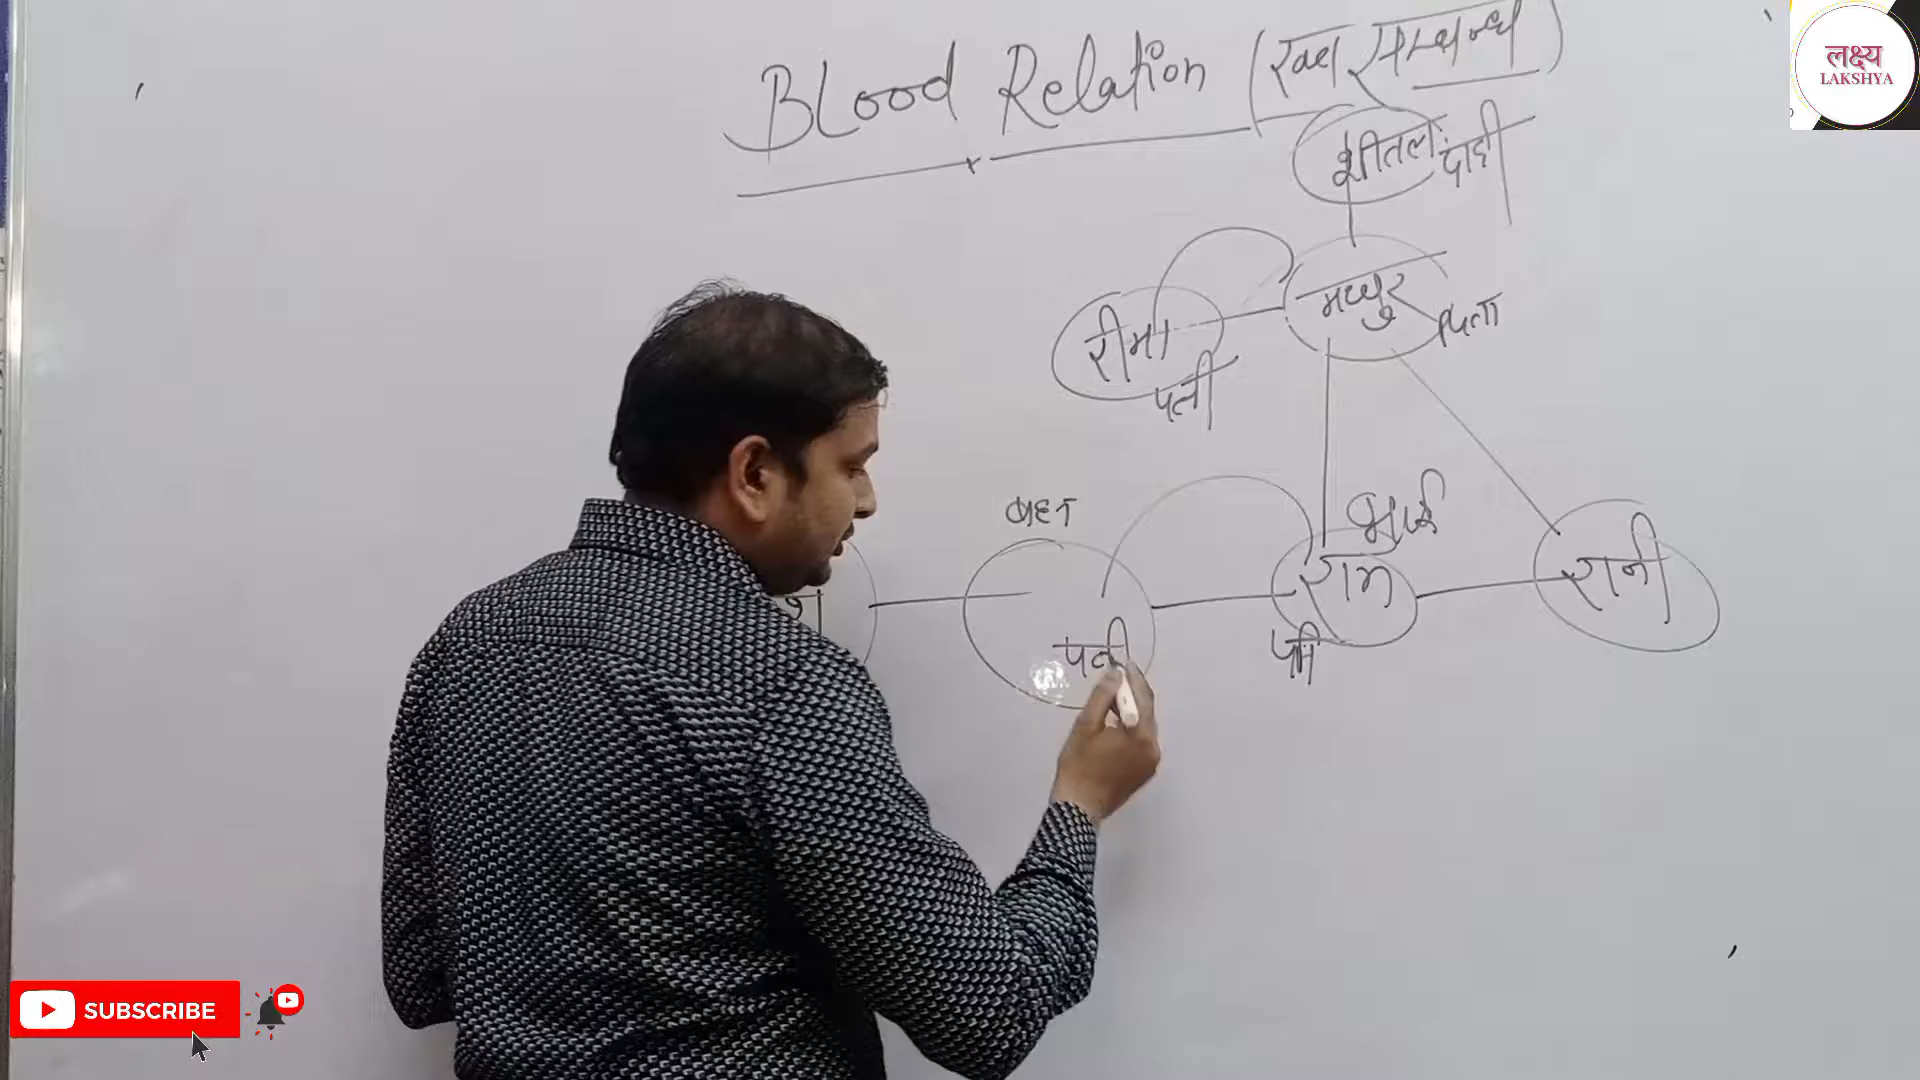 Blood Relation (रक्त सम्बन्ध)
लक्ष्य
LAKSHYA
शीतल दादी
मधुर
पिता
रीमा
पत्नी
बहन
भाई
राम
रानी
पत्नी
पति
SUBSCRIBE